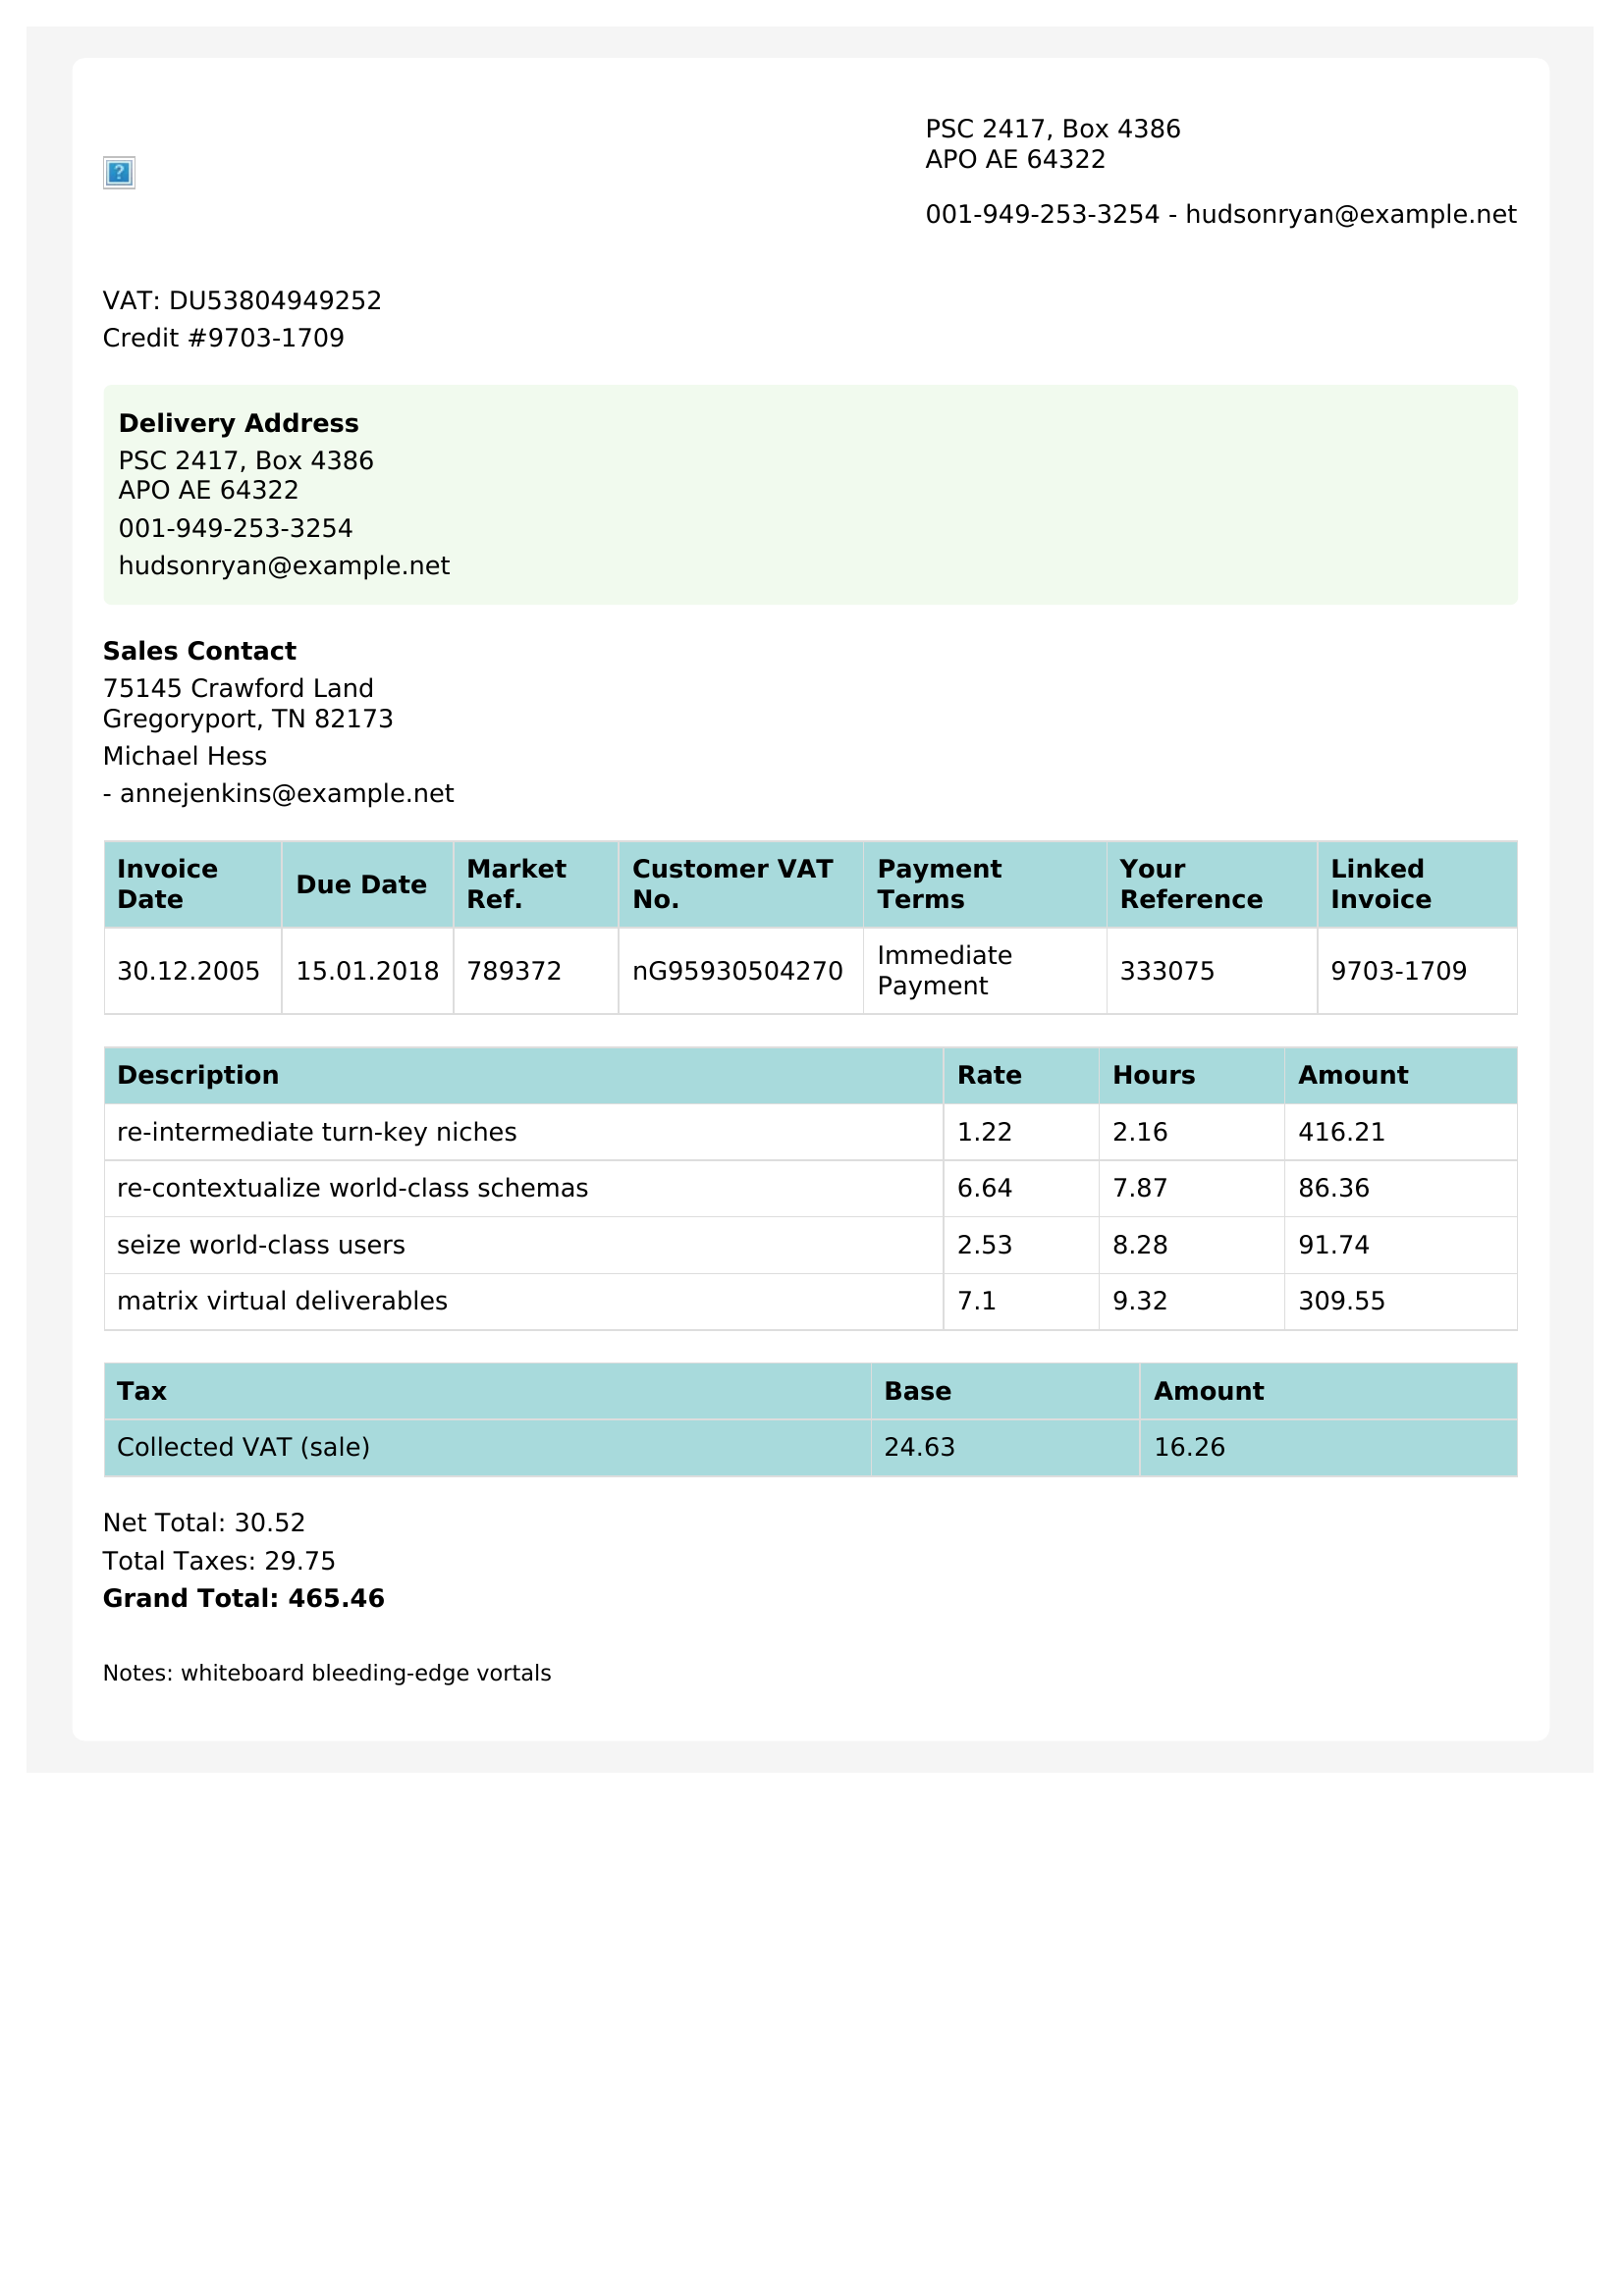 PSC 2417, Box 4386
APO AE 64322
001-949-253-3254 - hudsonryan@example.net
VAT: DU53804949252
Credit #9703-1709
Delivery Address
PSC 2417, Box 4386
APO AE 64322
001-949-253-3254
hudsonryan@example.net
Sales Contact
75145 Crawford Land
Gregoryport, TN 82173
Michael Hess
- annejenkins@example.net
Invoice Date Due Date Market Ref. Customer VAT No. Payment Terms Your Reference Linked Invoice
30.12.2005 15.01.2018 789372 nG95930504270 Immediate Payment 333075 9703-1709
Description Rate Hours Amount
re-intermediate turn-key niches 1.22 2.16 416.21
re-contextualize world-class schemas 6.64 7.87 86.36
seize world-class users 2.53 8.28 91.74
matrix virtual deliverables 7.1 9.32 309.55
Tax Base Amount
Collected VAT (sale) 24.63 16.26
Net Total: 30.52
Total Taxes: 29.75
Grand Total: 465.46
Notes: whiteboard bleeding-edge vortals